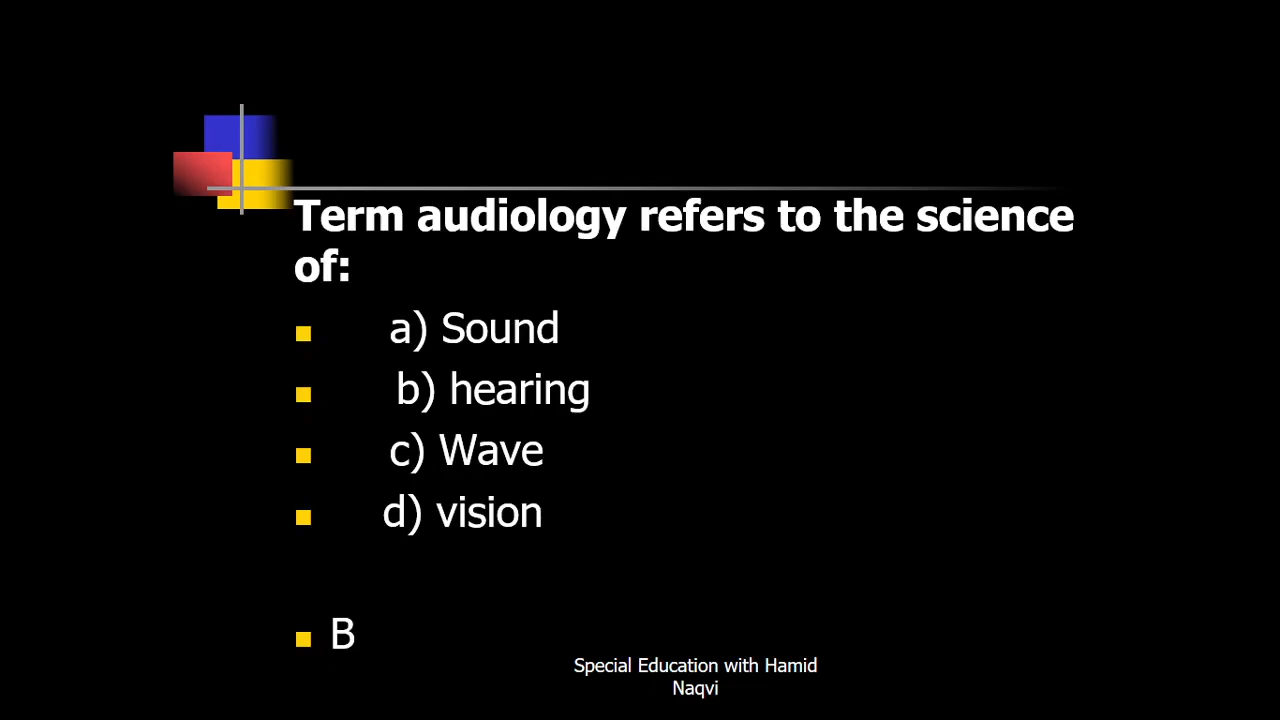 Term audiology refers to the science
of:
a) Sound
b) hearing
c) Wave
d) vision
B
Special Education with Hamid
Naqvi